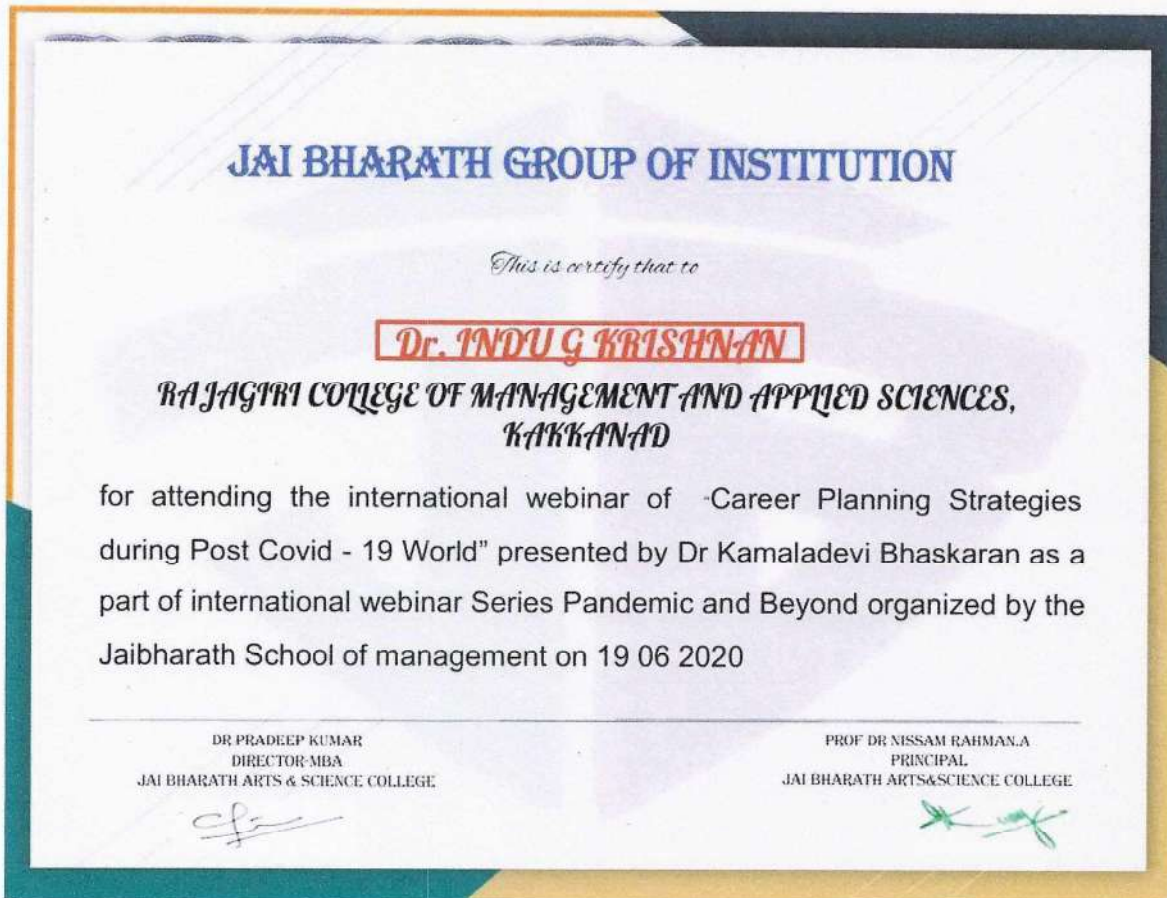 JAI BHARATH GROUP OF INSTITUTION
This is certify that to
Dr. INDU G KRISHNAN
RAJAGIRI COLLEGE OF MANAGEMENT AND APPLIED SCIENCES,
KAKKANAD
for attending the international webinar of "Career Planning Strategies
during Post Covid - 19 World” presented by Dr Kamaladevi Bhaskaran as a
part of international webinar Series Pandemic and Beyond organized by the
Jaibharath School of management on 19 06 2020
DR PRADEEP KUMAR
DIRECTOR-MBA
JAI BHARATH ARTS & SCIENCE COLLEGE
PROF DR NISSAM RAHMAN.A
PRINCIPAL
JAI BHARATH ARTS&SCIENCE COLLEGE